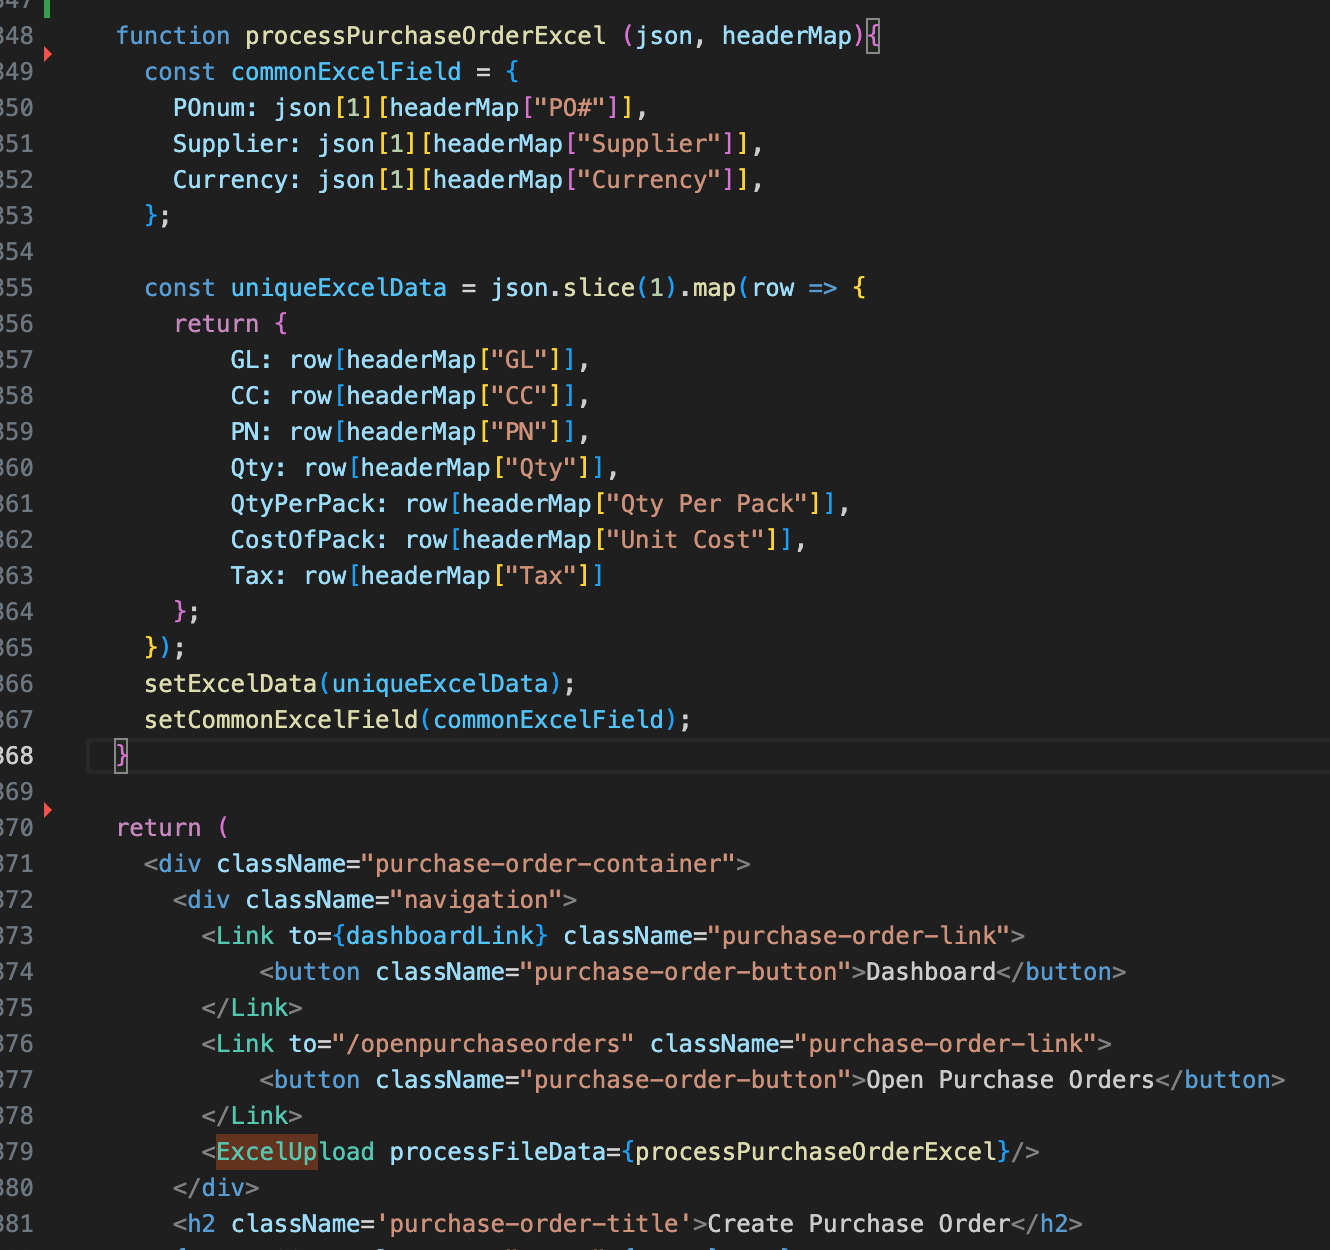 347
348 function processPurchaseOrderExcel (json, headerMap){
349 const commonExcelField = {
350 POnum: json[1][headerMap["PO#"]],
351 Supplier: json[1][headerMap["Supplier"]],
352 Currency: json[1][headerMap["Currency"]],
353 };
354
355 const uniqueExcelData = json.slice(1).map(row => {
356 return {
357 GL: row[headerMap["GL"]],
358 CC: row[headerMap["CC"]],
359 PN: row[headerMap["PN"]],
360 Qty: row[headerMap["Qty"]],
361 QtyPerPack: row[headerMap["Qty Per Pack"]],
362 CostOfPack: row[headerMap["Unit Cost"]],
363 Tax: row[headerMap["Tax"]]
364 };
365 });
366 setExcelData(uniqueExcelData);
367 setCommonExcelField(commonExcelField);
368 }
369
370 return (
371 <div className="purchase-order-container">
372 <div className="navigation">
373 <Link to={dashboardLink} className="purchase-order-link">
374 <button className="purchase-order-button">Dashboard</button>
375 </Link>
376 <Link to="/openpurchaseorders" className="purchase-order-link">
377 <button className="purchase-order-button">Open Purchase Orders</button>
378 </Link>
379 <ExcelUpload processFileData={processPurchaseOrderExcel}/>
380 </div>
381 <h2 className='purchase-order-title'>Create Purchase Order</h2>